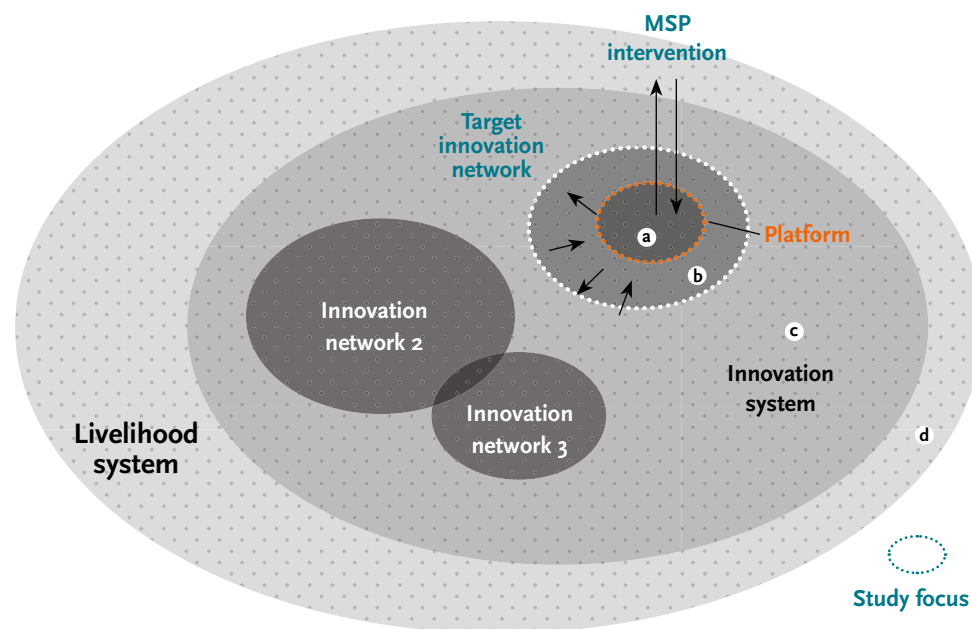 MSP
intervention
Target
innovation
network
a
Platform
b
Innovation
network 2
c
Innovation
system
Innovation
network 3
Livelihood
system
d
Study focus